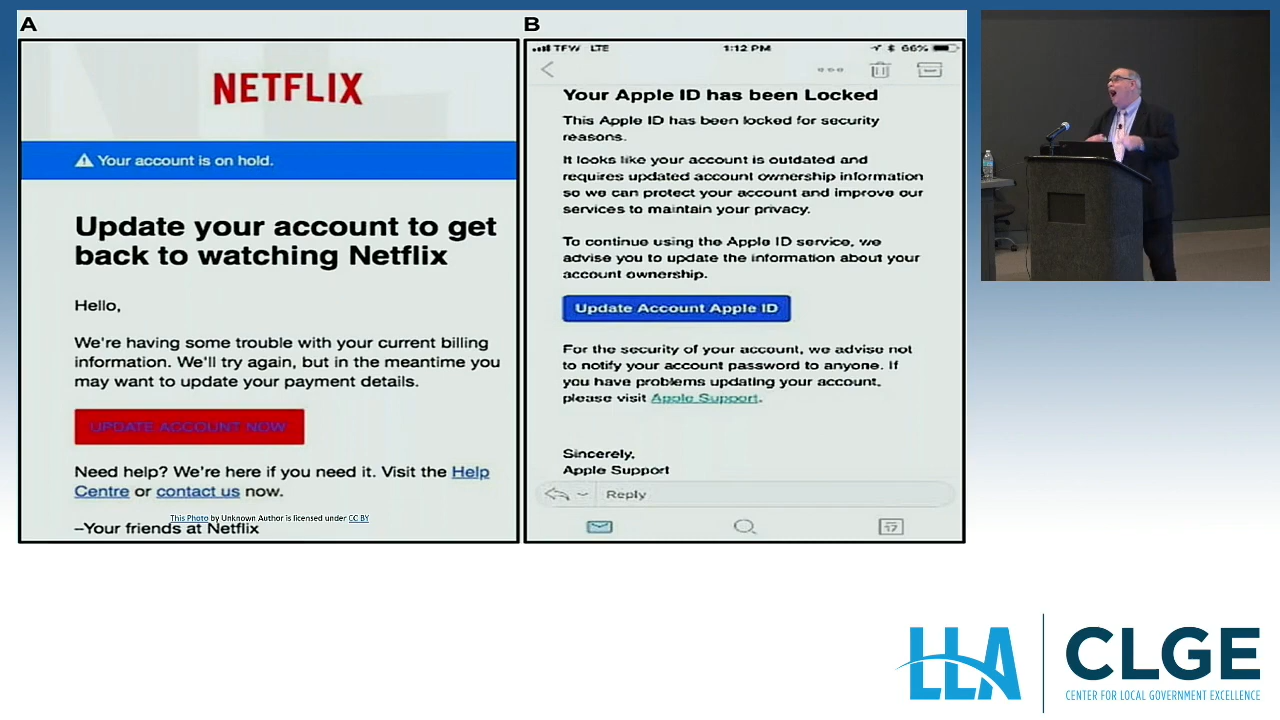 A
NETFLIX
Your account is on hold.
Update your account to get
back to watching Netflix
Hello,
We're having some trouble with your current billing
information. We'll try again, but in the meantime you
may want to update your payment details.
UPDATE ACCOUNT NOW
Need help? We're here if you need it. Visit the Help
Centre or contact us now.
This Photo by Unknown Author is licensed under CC BY
–Your friends at Netflix
B
TFW LTE 1:12 PM 66%
Your Apple ID has been Locked
This Apple ID has been locked for security
reasons.
It looks like your account is outdated and
requires updated account ownership information
so we can protect your account and improve our
services to maintain your privacy.
To continue using the Apple ID service, we
advise you to update the information about your
account ownership.
Update Account Apple ID
For the security of your account, we advise not
to notify your account password to anyone. If
you have problems updating your account,
please visit Apple Support.
Sincerely,
Apple Support
Reply
17
LLA
CLGE
CENTER FOR LOCAL GOVERNMENT EXCELLENCE